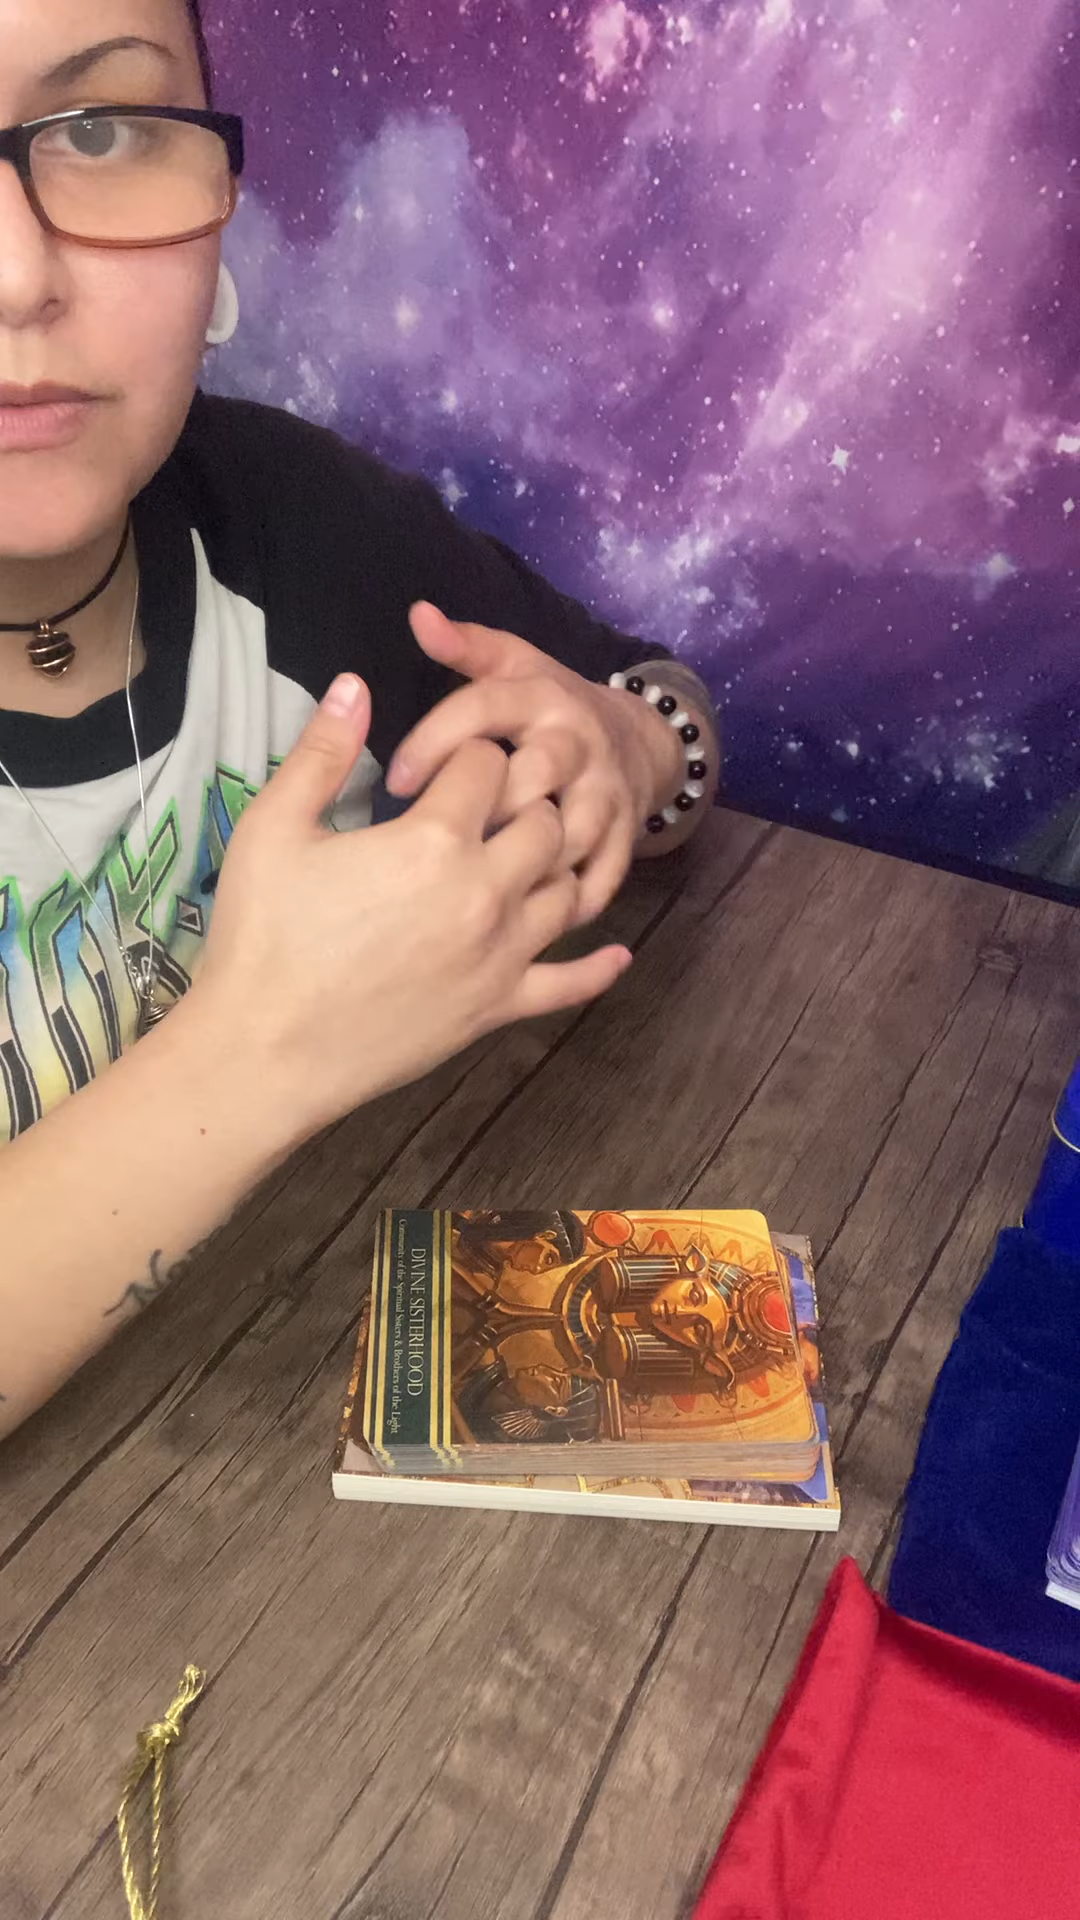 DIVINE SISTERHOOD
Community of the Spiritual Sisters & Brothers of the Light